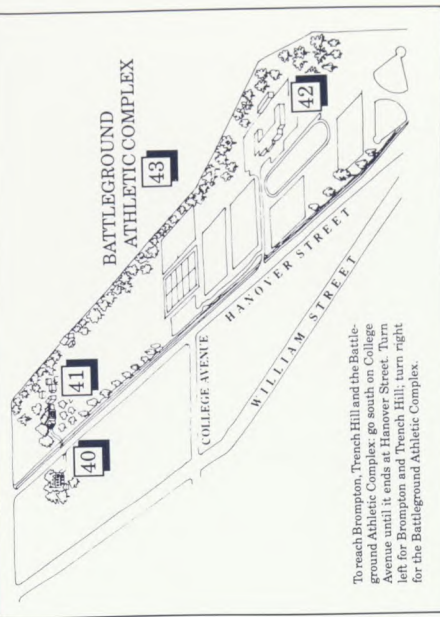 BATTLEGROUND
ATHLETIC COMPLEX
43
42
41
40
COLLEGE AVENUE
HANOVER STREET
WILLIAM STREET
To reach Brompton, Trench Hill and the Battle-
ground Athletic Complex: go south on College
Avenue until it ends at Hanover Street. Turn
left for Brompton and Trench Hill; turn right
for the Battleground Athletic Complex.